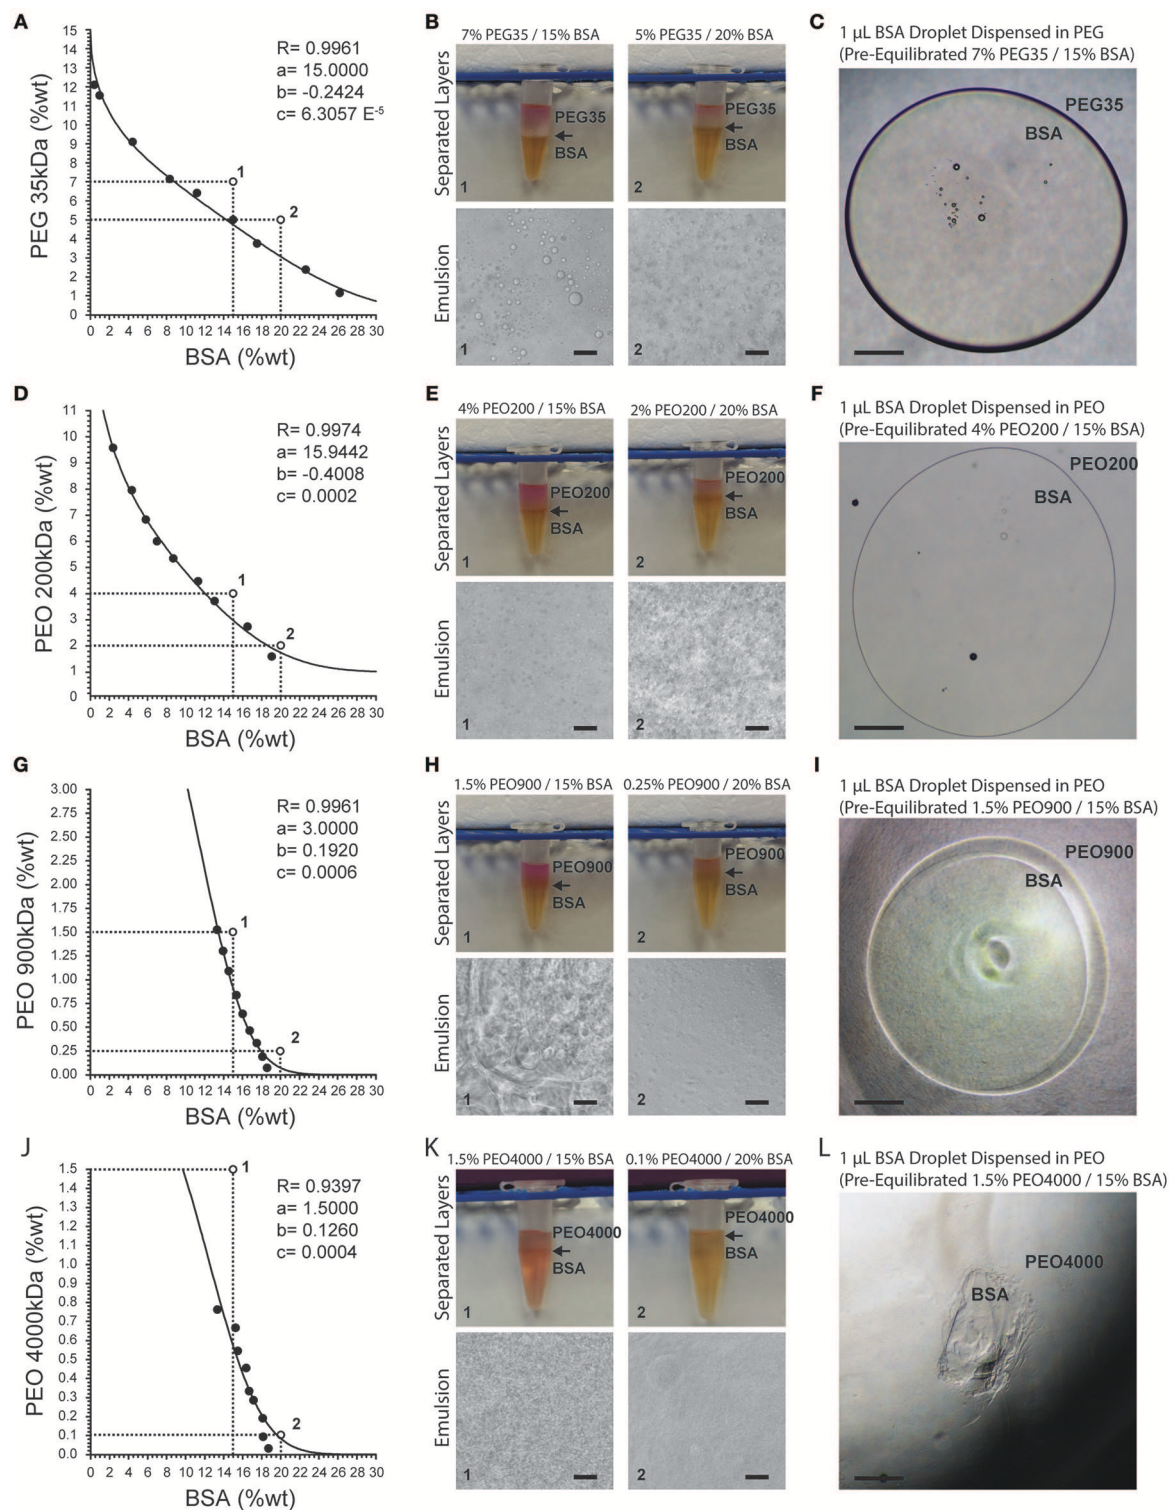 A
PEG 35kDa (%wt)
15
14
13
12
11
10
9
8
7
6
5
4
3
2
1
0
R= 0.9961
a= 15.0000
b= -0.2424
c= 6.3057 E-5
1
2
0 2 4 6 8 10 12 14 16 18 20 22 24 26 28 30
BSA (%wt)
B
7% PEG35 / 15% BSA
5% PEG35 / 20% BSA
Separated Layers
PEG35
BSA
1
PEG35
BSA
2
Emulsion
1
2
C
1 µL BSA Droplet Dispensed in PEG
(Pre-Equilibrated 7% PEG35 / 15% BSA)
PEG35
BSA
D
PEO 200kDa (%wt)
11
10
9
8
7
6
5
4
3
2
1
0
R= 0.9974
a= 15.9442
b= -0.4008
c= 0.0002
1
2
0 2 4 6 8 10 12 14 16 18 20 22 24 26 28 30
BSA (%wt)
E
4% PEO200 / 15% BSA
2% PEO200 / 20% BSA
Separated Layers
PEO200
BSA
1
PEO200
BSA
2
Emulsion
1
2
F
1 µL BSA Droplet Dispensed in PEO
(Pre-Equilibrated 4% PEO200 / 15% BSA)
PEO200
BSA
G
PEO 900kDa (%wt)
3.00
2.75
2.50
2.25
2.00
1.75
1.50
1.25
1.00
0.75
0.50
0.25
0.00
R= 0.9961
a= 3.0000
b= 0.1920
c= 0.0006
1
2
0 2 4 6 8 10 12 14 16 18 20 22 24 26 28 30
BSA (%wt)
H
1.5% PEO900 / 15% BSA
0.25% PEO900 / 20% BSA
Separated Layers
PEO900
BSA
1
PEO900
BSA
2
Emulsion
1
2
I
1 µL BSA Droplet Dispensed in PEO
(Pre-Equilibrated 1.5% PEO900 / 15% BSA)
PEO900
BSA
J
PEO 4000kDa (%wt)
1.5
1.4
1.3
1.2
1.1
1.0
0.9
0.8
0.7
0.6
0.5
0.4
0.3
0.2
0.1
0.0
R= 0.9397
a= 1.5000
b= 0.1260
c= 0.0004
1
2
0 2 4 6 8 10 12 14 16 18 20 22 24 26 28 30
BSA (%wt)
K
1.5% PEO4000 / 15% BSA
0.1% PEO4000 / 20% BSA
Separated Layers
PEO4000
BSA
1
PEO4000
BSA
2
Emulsion
1
2
L
1 µL BSA Droplet Dispensed in PEO
(Pre-Equilibrated 1.5% PEO4000 / 15% BSA)
PEO4000
BSA